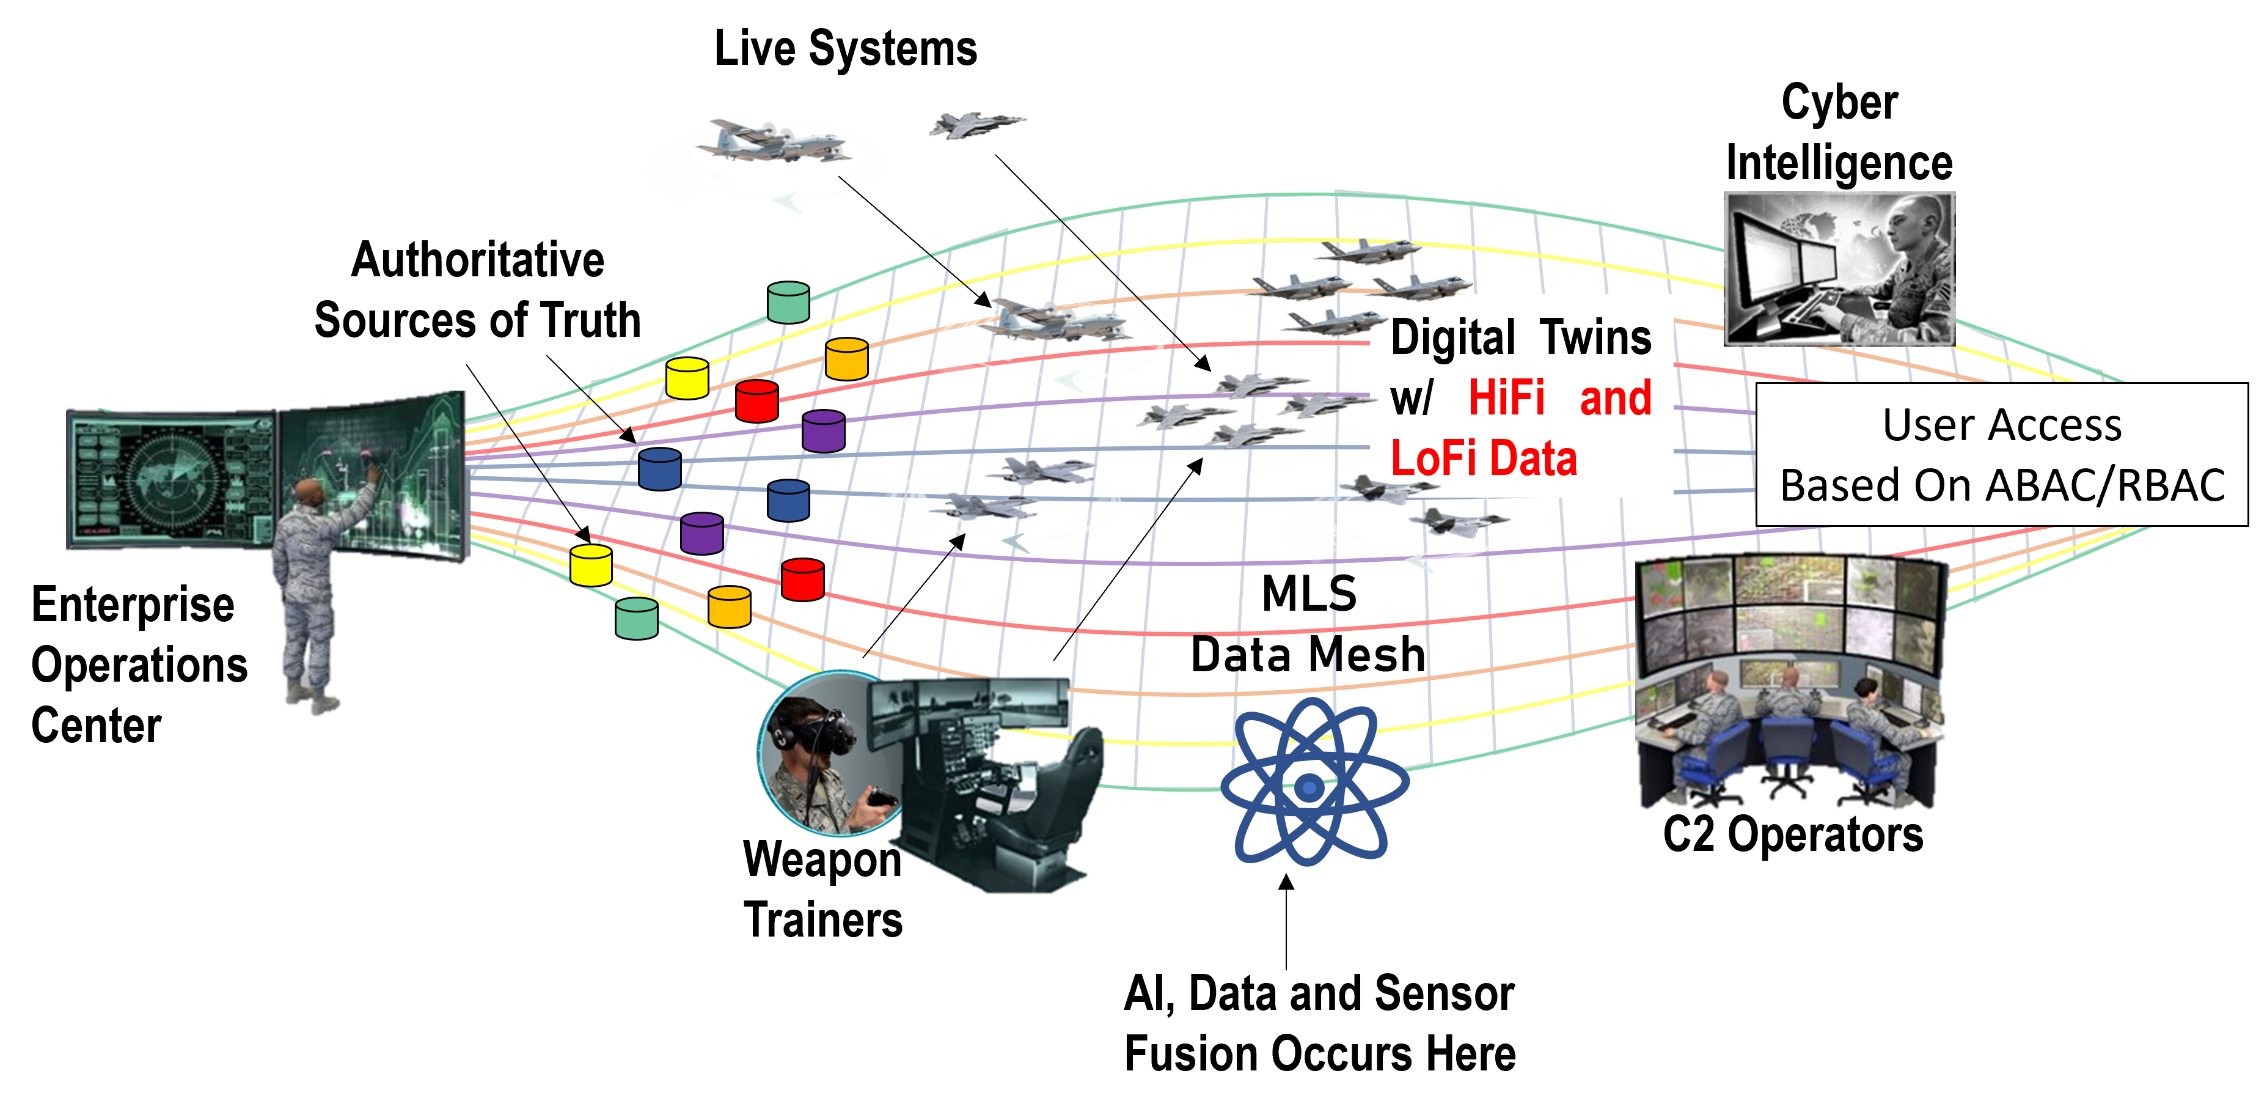 Live Systems
Cyber
Intelligence
Authoritative
Sources of Truth
Digital Twins
w/ HiFi and
LoFi Data
User Access
Based On ABAC/RBAC
Enterprise
Operations
Center
MLS
Data Mesh
Weapon
Trainers
C2 Operators
AI, Data and Sensor
Fusion Occurs Here